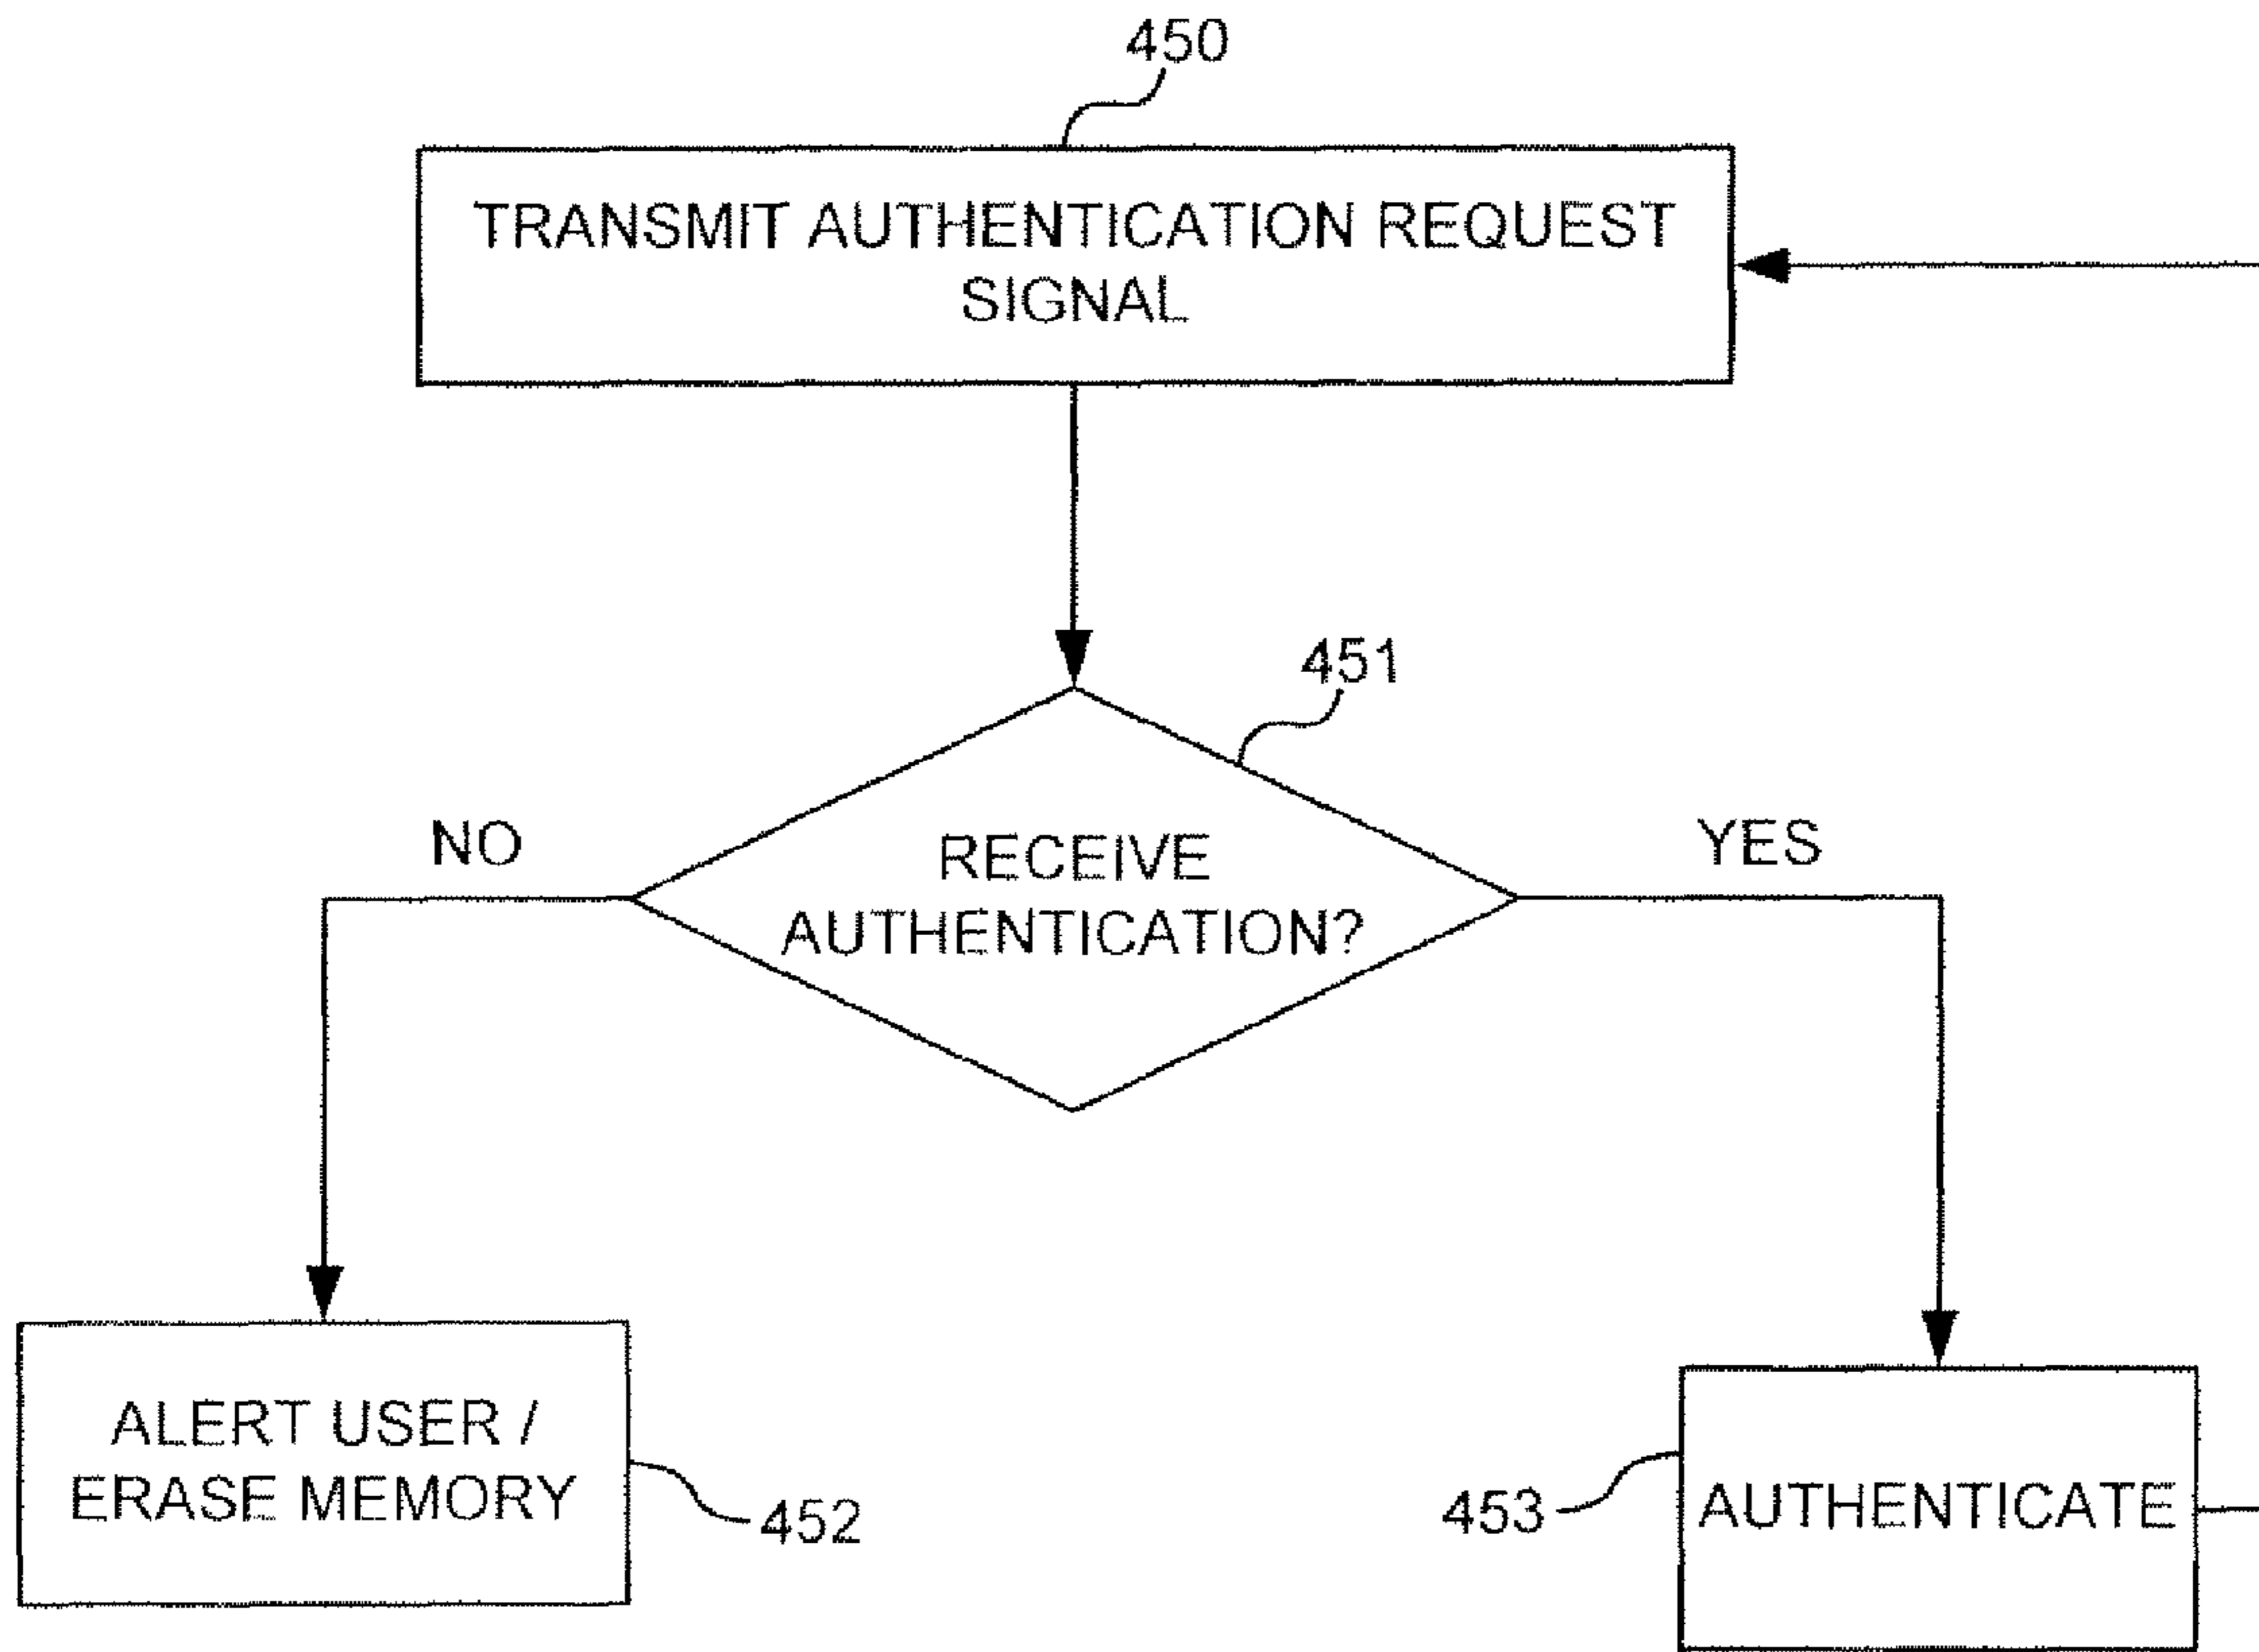 450
TRANSMIT AUTHENTICATION REQUEST
SIGNAL
451
NO
YES
RECEIVE
AUTHENTICATION?
ALERT USER /
ERASE MEMORY
452
453
AUTHENTICATE